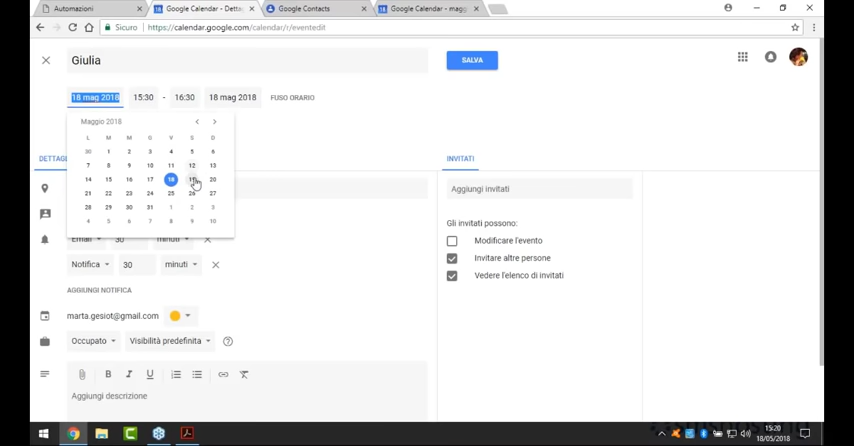 Automazioni × Google Calendar - Dettag × Google Contacts × Google Calendar - magg ×
Sicuro | https://calendar.google.com/calendar/r/eventedit
Giulia SALVA
18 mag 2018 15:30 - 16:30 18 mag 2018 FUSO ORARIO
Maggio 2018
L M M G V S D
30 1 2 3 4 5 6
7 8 9 10 11 12 13
14 15 16 17 18 19 20
21 22 23 24 25 26 27
28 29 30 31 1 2 3
4 5 6 7 8 9 10
DETTAGL INVITATI
Aggiungi invitati
Gli invitati possono:
Modificare l'evento
Invitare altre persone
Vedere l'elenco di invitati
Email 30 minuti ×
Notifica 30 minuti ×
AGGIUNGI NOTIFICA
marta.gesiot@gmail.com
Occupato Visibilità predefinita
B I U
Aggiungi descrizione
15:20
18/05/2018